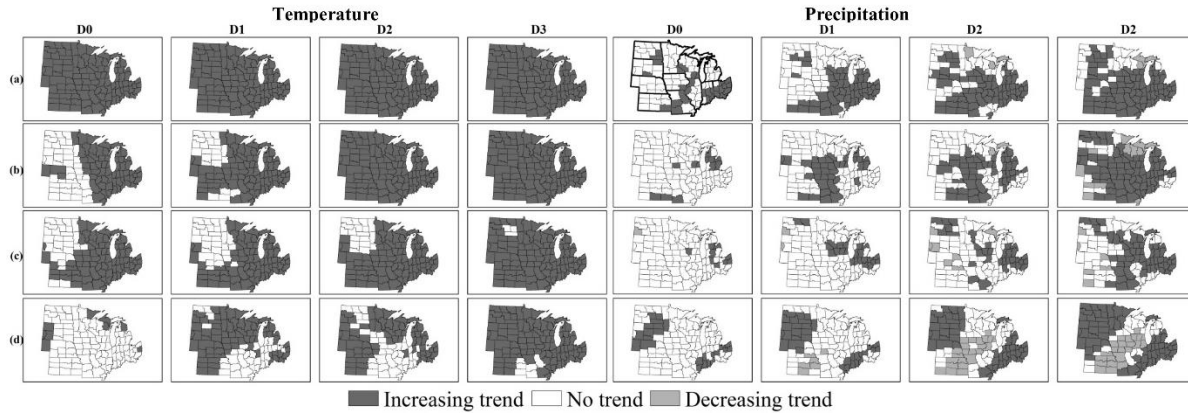 Temperature Precipitation
D0 D1 D2 D3 D0 D1 D2 D2
(a)
(b)
(c)
(d)
Increasing trend No trend Decreasing trend